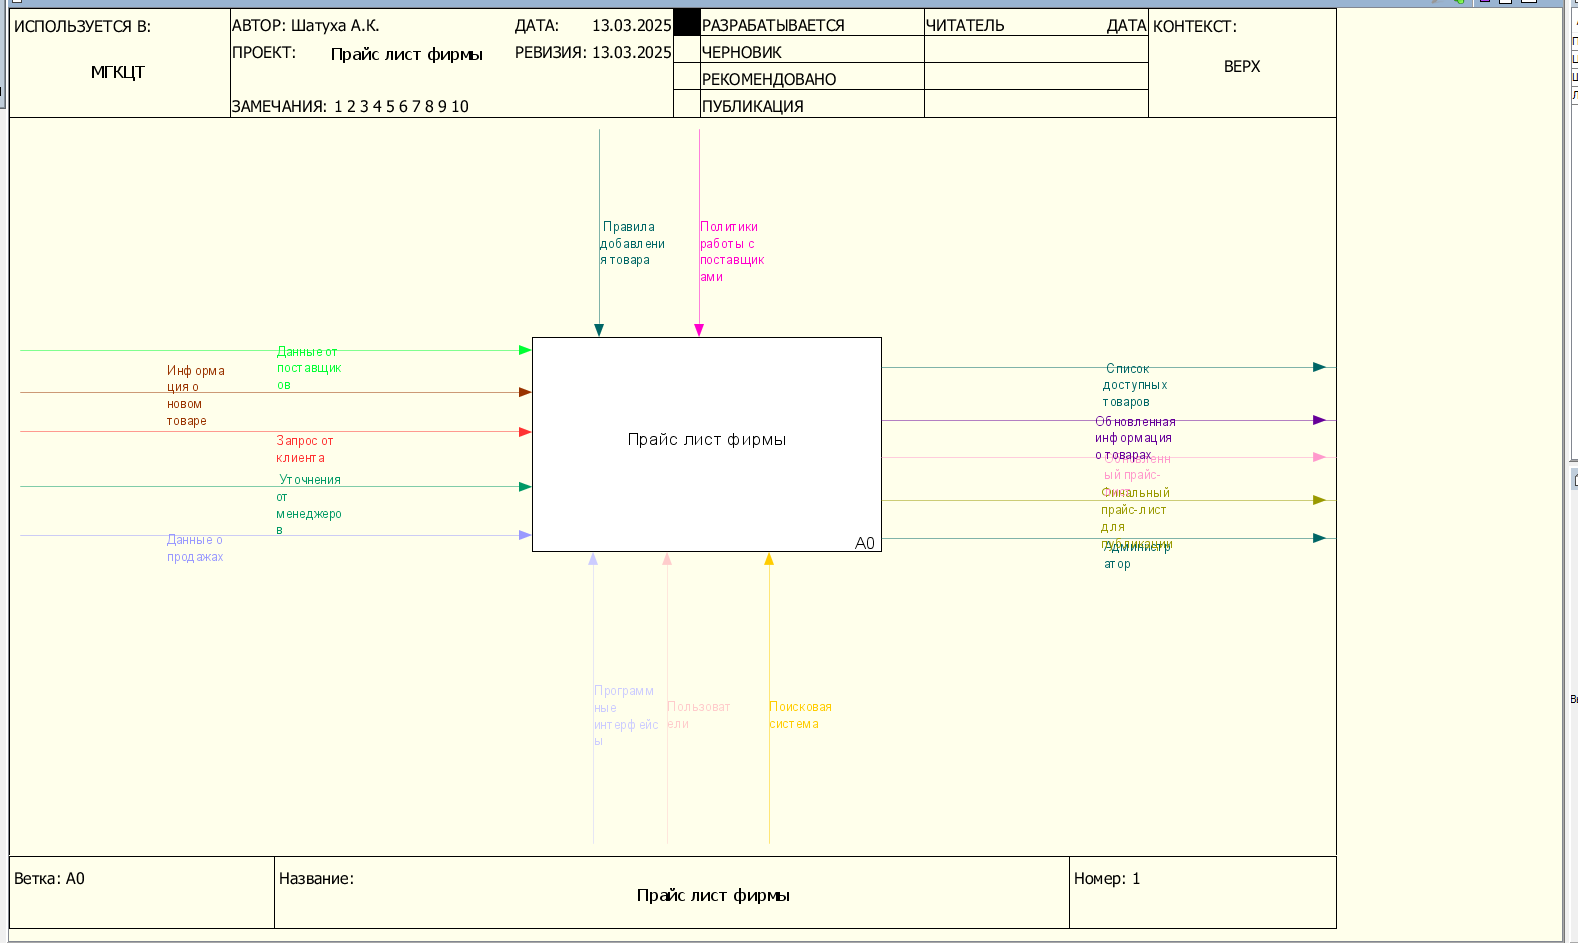 ИСПОЛЬЗУЕТСЯ В:
МГКЦТ
АВТОР: Шатуха А.К.
ДАТА: 13.03.2025
ПРОЕКТ: Прайс лист фирмы
РЕВИЗИЯ: 13.03.2025
ЗАМЕЧАНИЯ: 1 2 3 4 5 6 7 8 9 10
РАЗРАБАТЫВАЕТСЯ
ЧЕРНОВИК
РЕКОМЕНДОВАНО
ПУБЛИКАЦИЯ
ЧИТАТЕЛЬ ДАТА
КОНТЕКСТ:
ВЕРХ
Правила
добавлени
я товара
Политики
работы с
поставщик
ами
Данные от
поставщик
ов
Информа
ция о
новом
товаре
Запрос от
клиента
Уточнения
от
менеджеро
в
Данные о
продажах
Прайс лист фирмы
A0
Список
доступных
товаров
Обновленная
информация
о товарах
Обновленн
ый прайс-
Финальный
прайс-лист
для
публикации
Администр
атор
Программ
ные
интерфейс
ы
Пользоват
ели
Поисковая
система
Ветка: A0
Название:
Прайс лист фирмы
Номер: 1